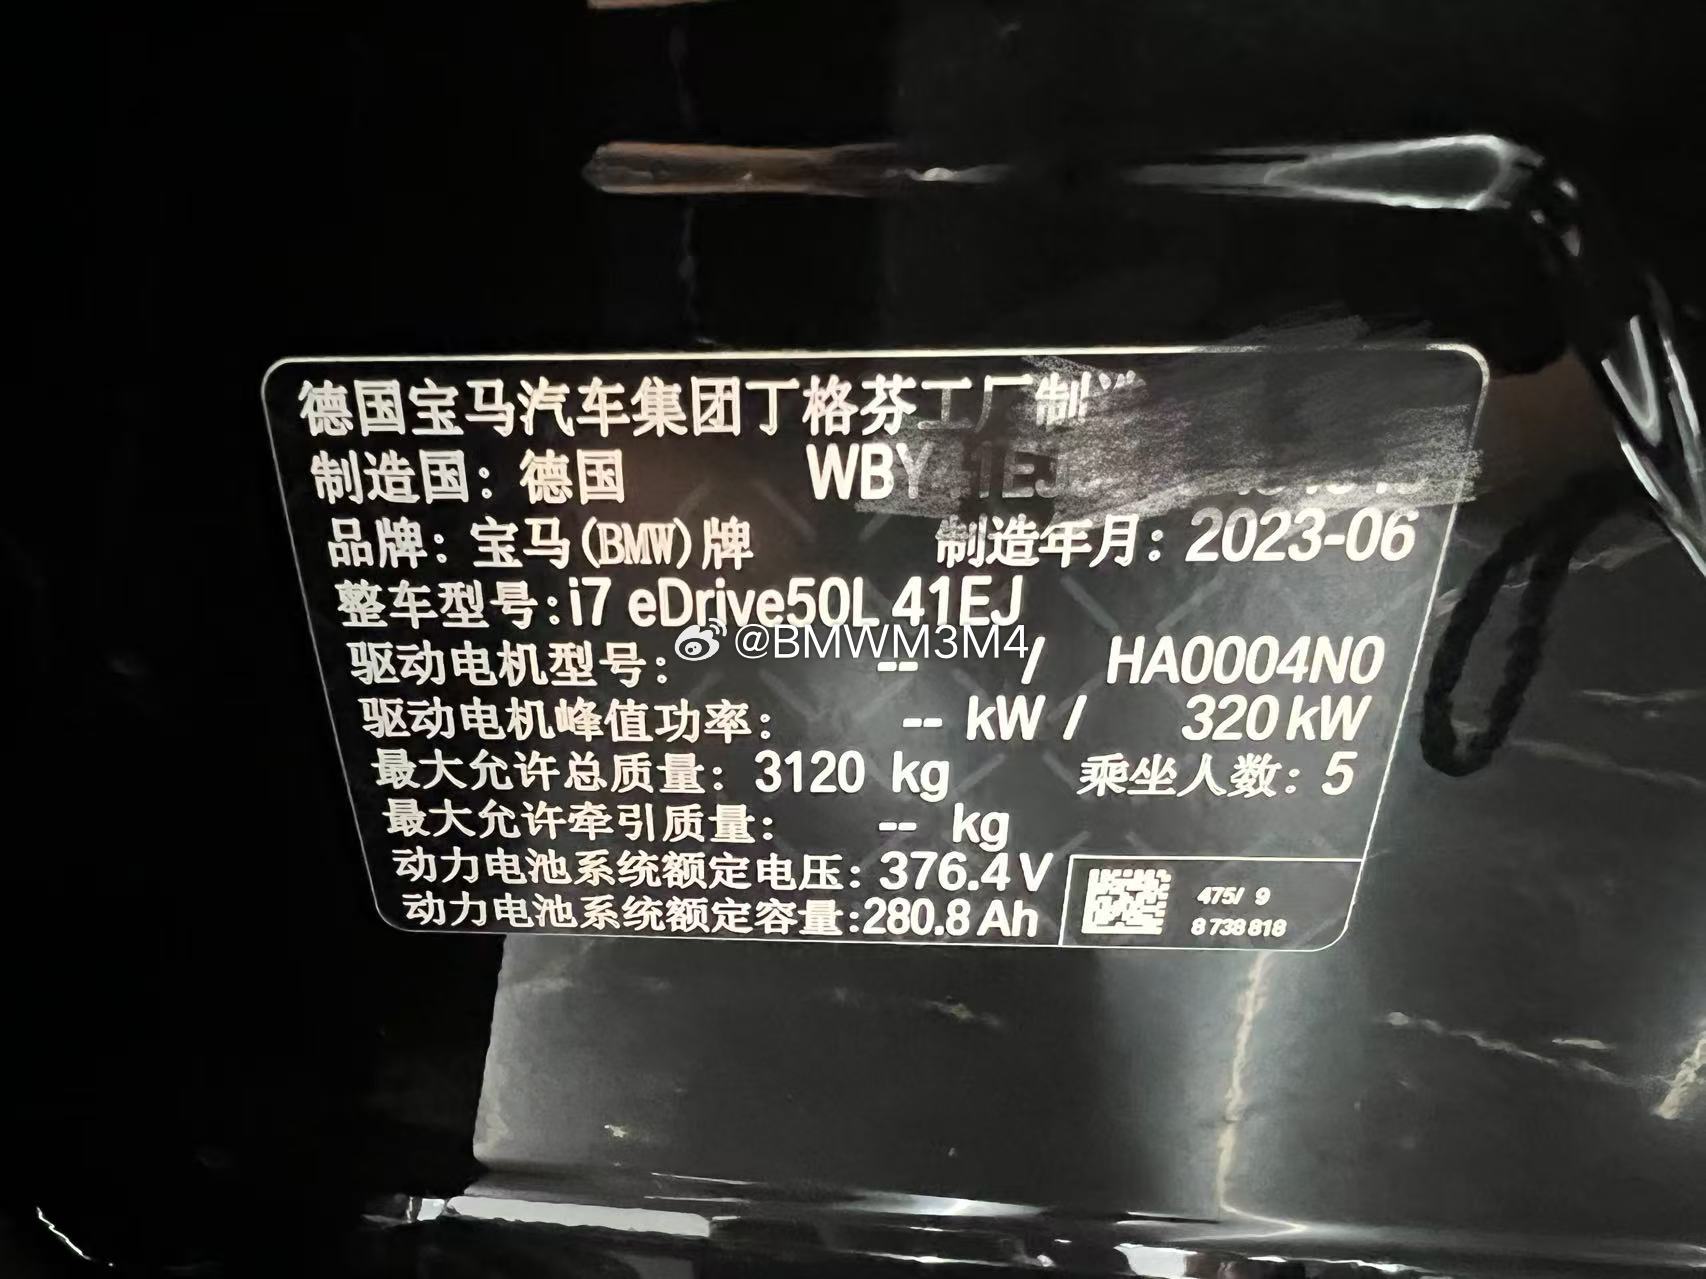 德国宝马汽车集团丁格芬工厂制造
制造国：德国 WBY41EJ
品牌：宝马(BMW)牌 制造年月：2023-06
整车型号：i7 eDrive50L 41EJ
@BMWM3M4
驱动电机型号： -- / HA0004N0
驱动电机峰值功率： -- kW / 320 kW
最大允许总质量：3120 kg 乘坐人数：5
最大允许牵引质量： -- kg
动力电池系统额定电压：376.4 V
动力电池系统额定容量：280.8 Ah
475/ 9
8 738 818